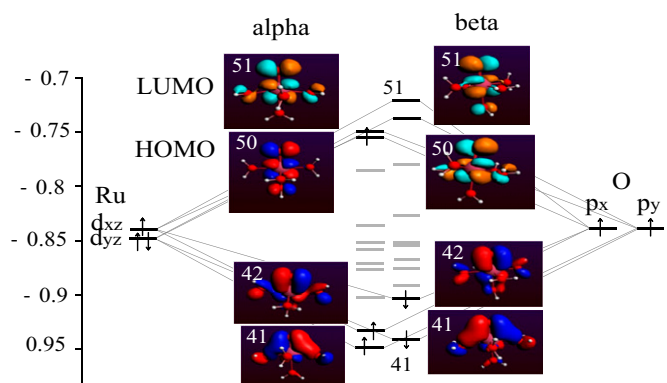 alpha
beta
51
51
- 0.7
LUMO
51
- 0.75
HOMO
50
50
- 0.8
Ru
O
dxz
px
py
- 0.85
dyz
42
42
- 0.9
41
41
0.95
41